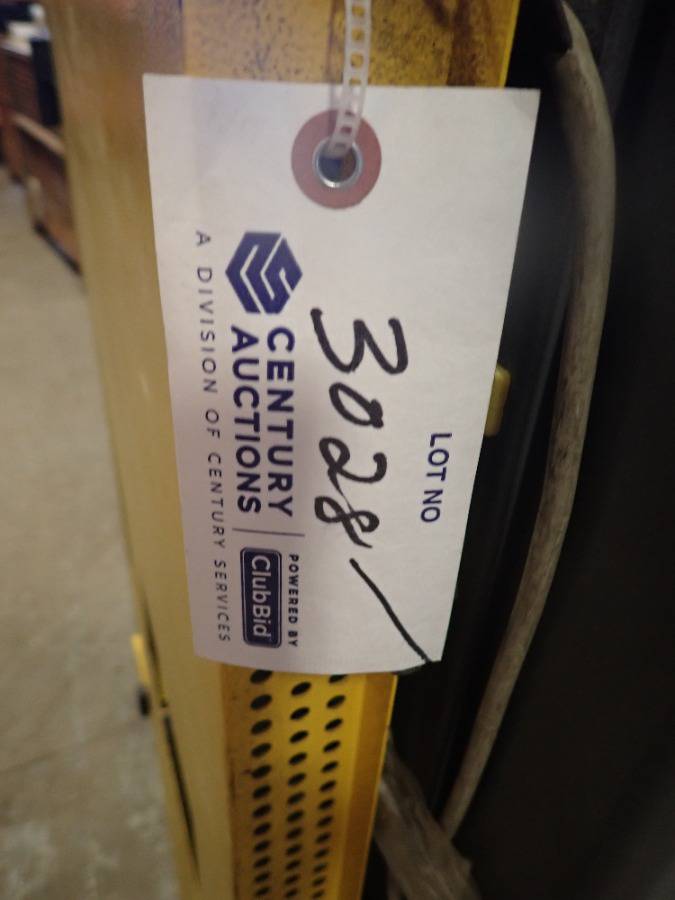 LOT NO
3028/
CENTURY
AUCTIONS
POWERED BY
ClubBid
A DIVISION OF CENTURY SERVICES